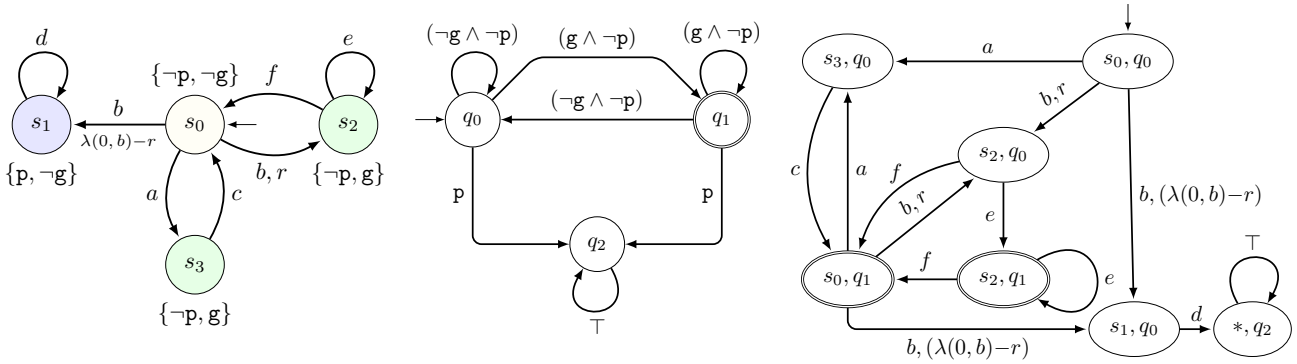 d
s₁
{p, ¬g}
b
λ(0, b)−r
{¬p, ¬g}
s₀
f
e
s₂
b, r
{¬p, g}
a
c
s₃
{¬p, g}
(¬g ∧ ¬p)
(g ∧ ¬p)
(g ∧ ¬p)
(¬g ∧ ¬p)
q₀
q₁
p
p
q₂
⊤
s₃, q₀
a
s₀, q₀
b, r
s₂, q₀
c
a
f
b, r
e
b, (λ(0, b)−r)
s₀, q₁
f
s₂, q₁
e
⊤
b, (λ(0, b)−r)
s₁, q₀
d
*, q₂